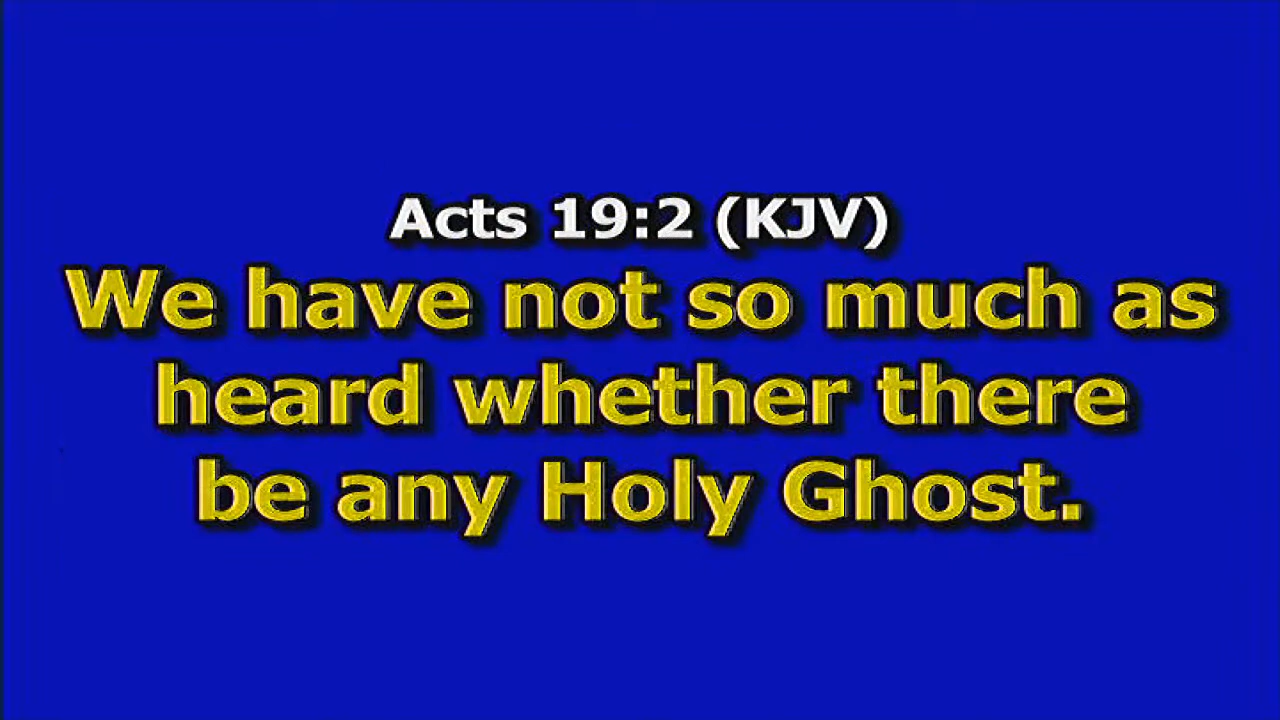 Acts 19:2 (KJV)
We have not so much as
heard whether there
be any Holy Ghost.